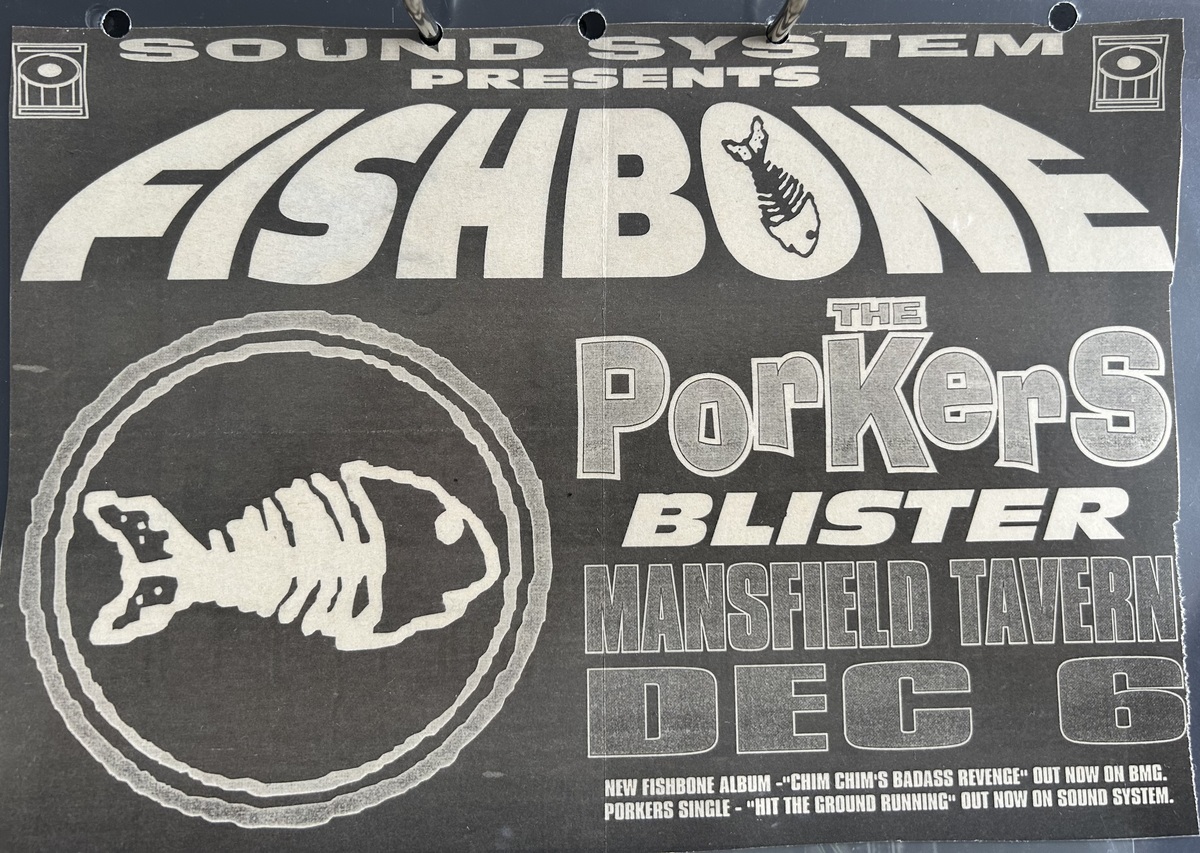 SOUND SYSTEM
PRESENTS
FISHBONE
THE
PorKerS
BLISTER
MANSFIELD TAVERN
DEC 6
NEW FISHBONE ALBUM -"CHIM CHIM'S BADASS REVENGE" OUT NOW ON BMG.
PORKERS SINGLE - "HIT THE GROUND RUNNING" OUT NOW ON SOUND SYSTEM.